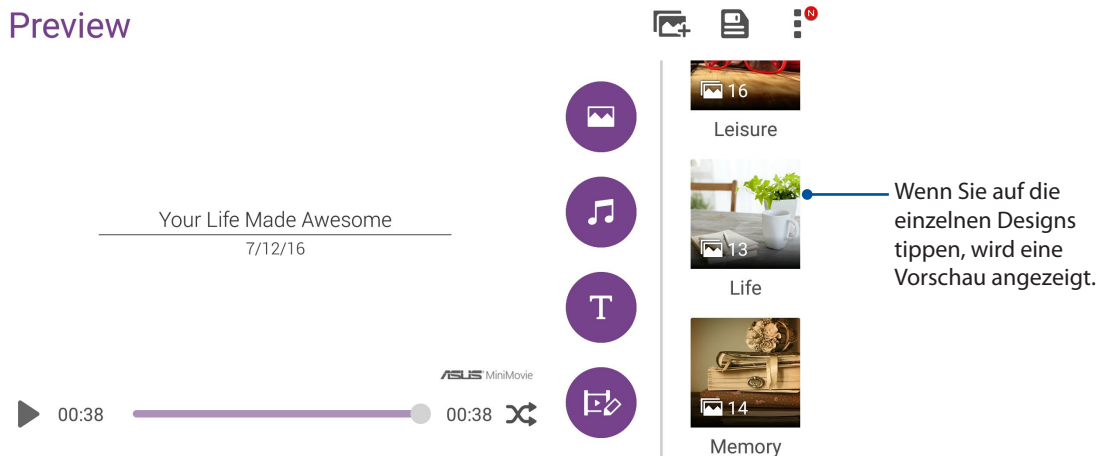 Preview
N
16
Leisure
Your Life Made Awesome
7/12/16
13
Life
Wenn Sie auf die
einzelnen Designs
tippen, wird eine
Vorschau angezeigt.
T
ASUS MiniMovie
00:38 00:38
14
Memory